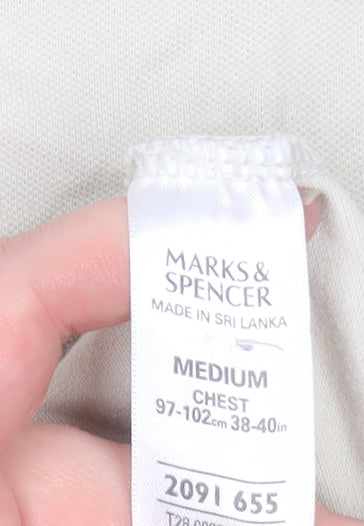 MARKS &
SPENCER
MADE IN SRI LANKA
MEDIUM
CHEST
97-102cm 38-40in
2091 655